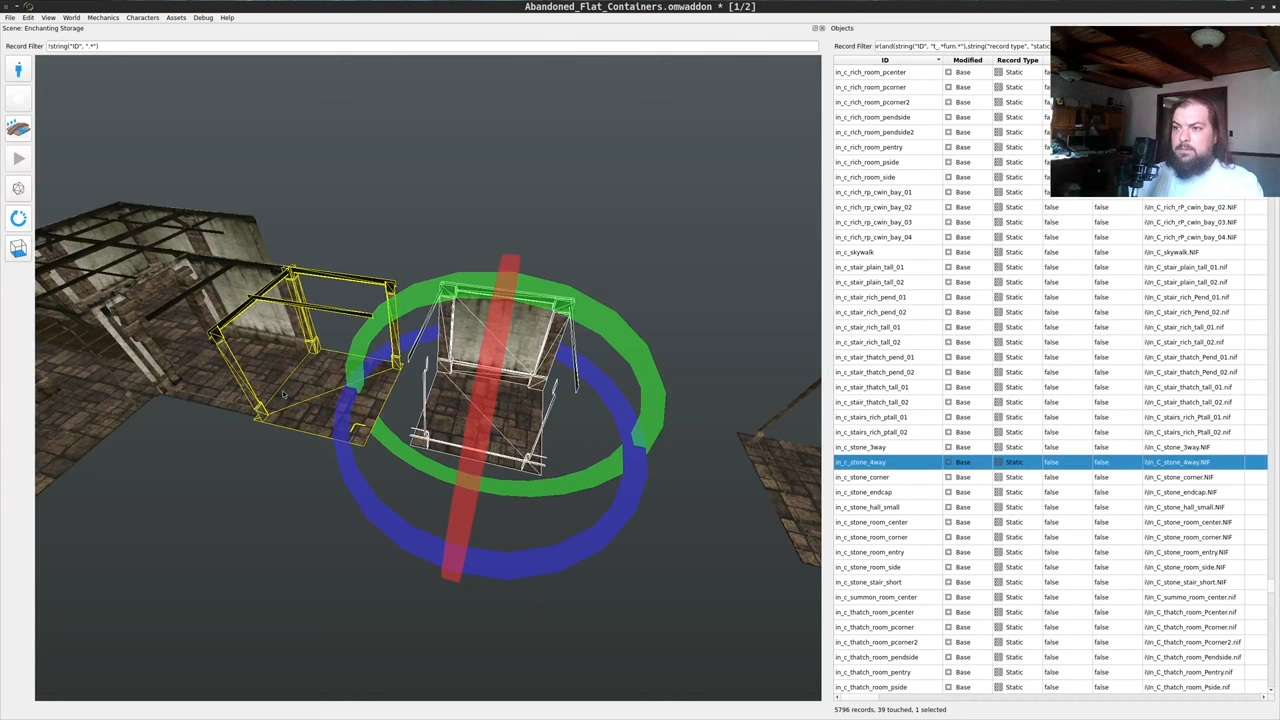 Abandoned_Flat_Containers.omwaddon * [1/2]
File Edit View World Mechanics Characters Assets Debug Help
Scene: Enchanting Storage
Objects
Record Filter !string("ID", ".*")
Record Filter or(and(string("ID", "t_.*furn.*"),string("record type", "static
ID Modified Record Type
in_c_rich_room_pcenter Base Static
in_c_rich_room_pcorner Base Static
in_c_rich_room_pcorner2 Base Static
in_c_rich_room_pendside Base Static
in_c_rich_room_pendside2 Base Static
in_c_rich_room_pentry Base Static
in_c_rich_room_pside Base Static
in_c_rich_room_side Base Static
in_c_rich_rp_cwin_bay_01 Base Static
in_c_rich_rp_cwin_bay_02 Base Static false false i\In_C_rich_rP_cwin_bay_02.NIF
in_c_rich_rp_cwin_bay_03 Base Static false false i\In_C_rich_rP_cwin_bay_03.NIF
in_c_rich_rp_cwin_bay_04 Base Static false false i\In_C_rich_rP_cwin_bay_04.NIF
in_c_skywalk Base Static false false i\In_C_skywalk.NIF
in_c_stair_plain_tall_01 Base Static false false i\In_C_stair_plain_tall_01.nif
in_c_stair_plain_tall_02 Base Static false false i\In_C_stair_plain_tall_02.nif
in_c_stair_rich_pend_01 Base Static false false i\In_C_stair_rich_Pend_01.nif
in_c_stair_rich_pend_02 Base Static false false i\In_C_stair_rich_Pend_02.nif
in_c_stair_rich_tall_01 Base Static false false i\In_C_stair_rich_tall_01.nif
in_c_stair_rich_tall_02 Base Static false false i\In_C_stair_rich_tall_02.nif
in_c_stair_thatch_pend_01 Base Static false false i\In_C_stair_thatch_Pend_01.nif
in_c_stair_thatch_pend_02 Base Static false false i\In_C_stair_thatch_Pend_02.nif
in_c_stair_thatch_tall_01 Base Static false false i\In_C_stair_thatch_tall_01.nif
in_c_stair_thatch_tall_02 Base Static false false i\In_C_stair_thatch_tall_02.nif
in_c_stairs_rich_ptall_01 Base Static false false i\In_C_stairs_rich_Ptall_01.nif
in_c_stairs_rich_ptall_02 Base Static false false i\In_C_stairs_rich_Ptall_02.nif
in_c_stone_3way Base Static false false i\In_C_stone_3way.NIF
in_c_stone_4way Base Static false false i\In_C_stone_4way.NIF
in_c_stone_corner Base Static false false i\In_C_stone_corner.NIF
in_c_stone_endcap Base Static false false i\In_C_stone_endcap.NIF
in_c_stone_hall_small Base Static false false i\In_C_stone_hall_small.NIF
in_c_stone_room_center Base Static false false i\In_C_stone_room_center.NIF
in_c_stone_room_corner Base Static false false i\In_C_stone_room_corner.NIF
in_c_stone_room_entry Base Static false false i\In_C_stone_room_entry.NIF
in_c_stone_room_side Base Static false false i\In_C_stone_room_side.NIF
in_c_stone_stair_short Base Static false false i\In_C_stone_stair_short.NIF
in_c_summon_room_center Base Static false false i\In_C_summo_room_center.nif
in_c_thatch_room_pcenter Base Static false false i\In_C_thatch_room_Pcenter.nif
in_c_thatch_room_pcorner Base Static false false i\In_C_thatch_room_Pcorner.nif
in_c_thatch_room_pcorner2 Base Static false false i\In_C_thatch_room_Pcorner2.nif
in_c_thatch_room_pendside Base Static false false i\In_C_thatch_room_Pendside.nif
in_c_thatch_room_pentry Base Static false false i\In_C_thatch_room_Pentry.nif
in_c_thatch_room_pside Base Static false false i\In_C_thatch_room_Pside.nif
5796 records, 39 touched, 1 selected